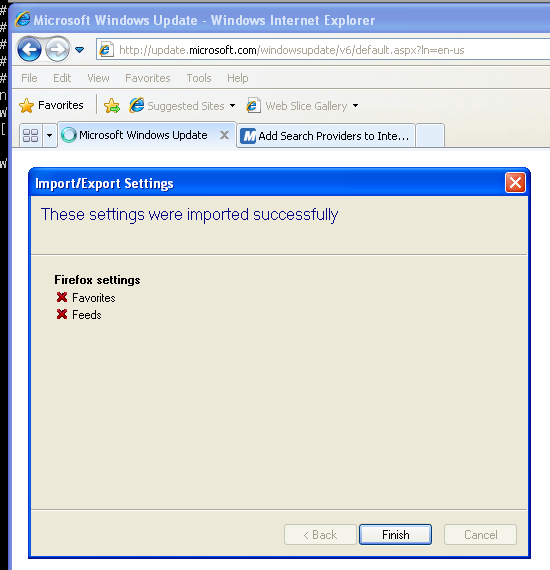 Microsoft Windows Update - Windows Internet Explorer
http://update.microsoft.com/windowsupdate/v6/default.aspx?ln=en-us
File Edit View Favorites Tools Help
Favorites Suggested Sites Web Slice Gallery
Microsoft Windows Update Add Search Providers to Inte...
Import/Export Settings
These settings were imported successfully
Firefox settings
Favorites
Feeds
< Back Finish Cancel